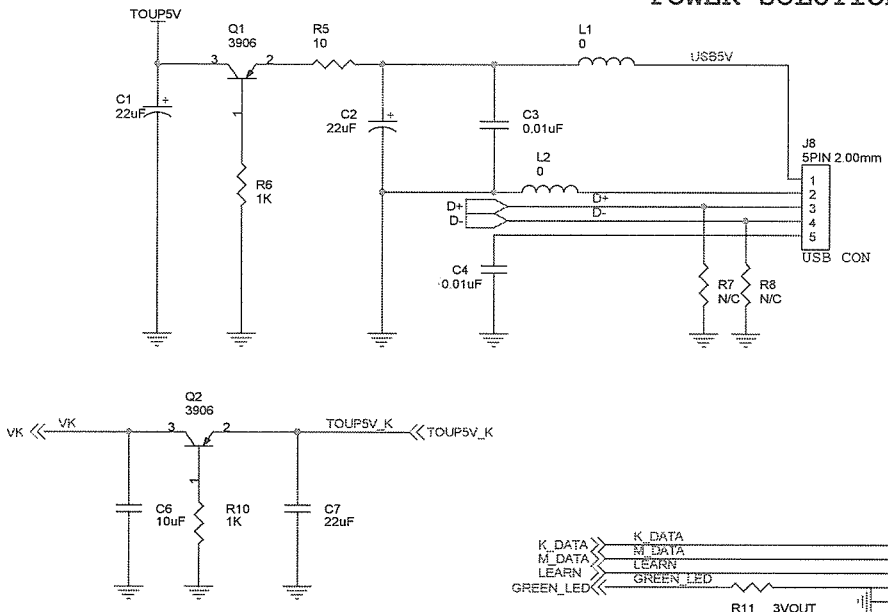 POWER SOLUTION
TOUP5V
Q1
3906
3
2
1
R5
10
L1
0
USB5V
C1
22uF
+
C2
22uF
+
C3
0.01uF
R6
1K
L2
0
J8
5PIN 2.00mm
1
2
3
4
5
USB CON
D+
D-
D+
D-
C4
0.01uF
R7
N/C
R8
N/C
Q2
3906
3
2
1
VK
VK
TOUP5V_K
TOUP5V_K
C6
10uF
R10
1K
C7
22uF
K_DATA
K_DATA
M_DATA
M_DATA
LEARN
LEARN
GREEN_LED
GREEN_LED
R11
3VOUT